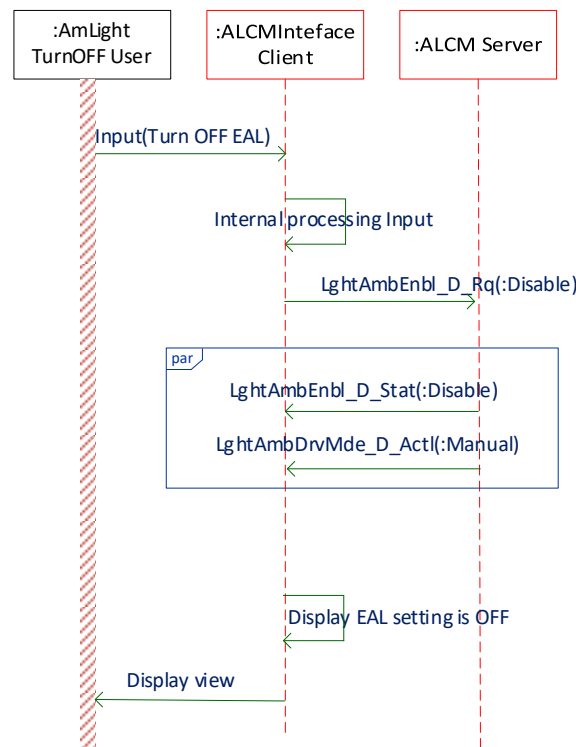 :AmLight
TurnOFF User
:ALCMInteface
Client
:ALCM Server
Input(Turn OFF EAL)
Internal processing Input
LghtAmbEnbl_D_Rq(:Disable)
par
LghtAmbEnbl_D_Stat(:Disable)
LghtAmbDrvMde_D_Actl(:Manual)
Display EAL setting is OFF
Display view